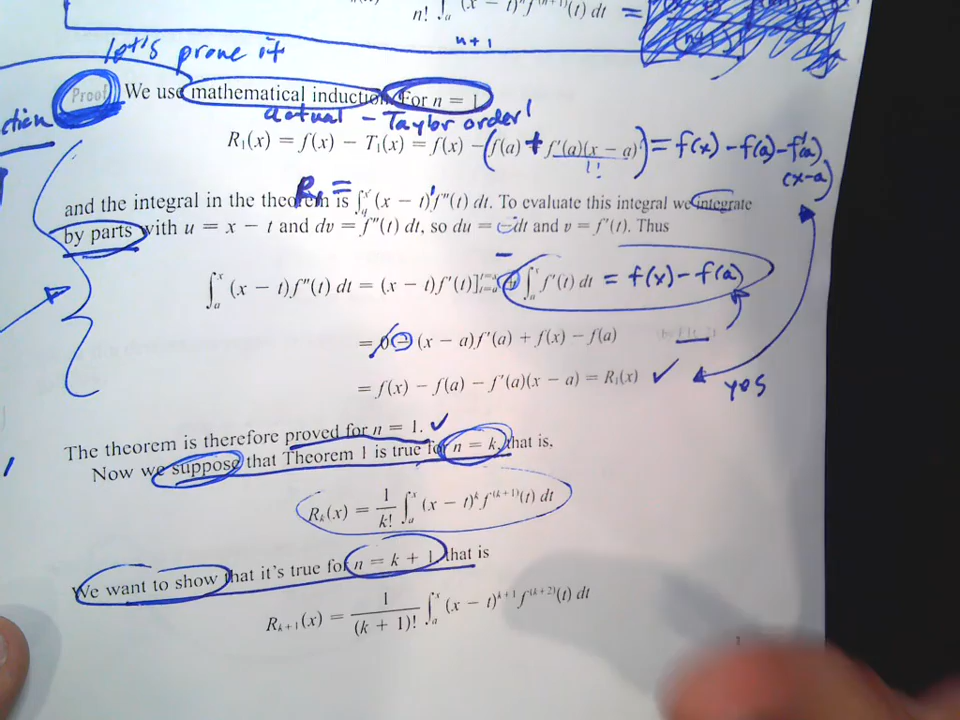 n! ∫ₐ (x − t)ⁿ f⁽ⁿ⁺¹⁾(t) dt =
n+1
let's prove it
Proof We use mathematical induction. For n = 1
actual - Taylor order 1
R₁(x) = f(x) − T₁(x) = f(x) − (f(a) + f′(a)(x − a)) = f(x) − f(a) − f′(a)
1! (x-a)
R₁ =
and the integral in the theorem is ∫ₐˣ (x − t)¹f″(t) dt. To evaluate this integral we integrate
by parts with u = x − t and dv = f″(t) dt, so du = −dt and v = f′(t). Thus
∫ₐˣ (x − t)f″(t) dt = (x − t)f′(t)] ∫ₐˣ f′(t) dt = f(x) − f(a)
= 0 − (x − a)f′(a) + f(x) − f(a)
= f(x) − f(a) − f′(a)(x − a) = R₁(x) ✓ yes
The theorem is therefore proved for n = 1. ✓
Now we suppose that Theorem 1 is true for n = k, that is,
Rₖ(x) = 1/k! ∫ₐˣ (x − t)ᵏ f⁽ᵏ⁺¹⁾(t) dt
We want to show that it's true for n = k + 1 that is
Rₖ₊₁(x) = 1/(k + 1)! ∫ₐˣ (x − t)ᵏ⁺¹ f⁽ᵏ⁺²⁾(t) dt